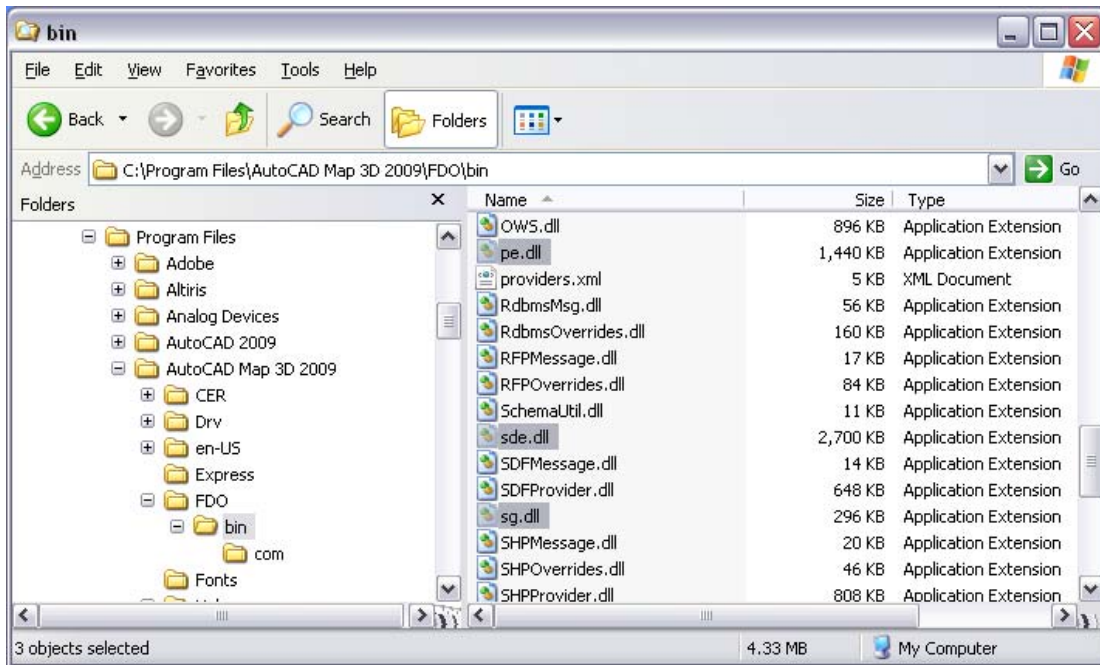 bin
File Edit View Favorites Tools Help
Back Search Folders
Address C:\Program Files\AutoCAD Map 3D 2009\FDO\bin Go
Folders x
Program Files
Adobe
Altiris
Analog Devices
AutoCAD 2009
AutoCAD Map 3D 2009
CER
Drv
en-US
Express
FDO
bin
com
Fonts
Name Size Type
OWS.dll 896 KB Application Extension
pe.dll 1,440 KB Application Extension
providers.xml 5 KB XML Document
RdbmsMsg.dll 56 KB Application Extension
RdbmsOverrides.dll 160 KB Application Extension
RFPMessage.dll 17 KB Application Extension
RFPOverrides.dll 84 KB Application Extension
SchemaUtil.dll 11 KB Application Extension
sde.dll 2,700 KB Application Extension
SDFMessage.dll 14 KB Application Extension
SDFProvider.dll 648 KB Application Extension
sg.dll 296 KB Application Extension
SHPMessage.dll 20 KB Application Extension
SHPOverrides.dll 46 KB Application Extension
SHPProvider.dll 808 KB Application Extension
3 objects selected 4.33 MB My Computer